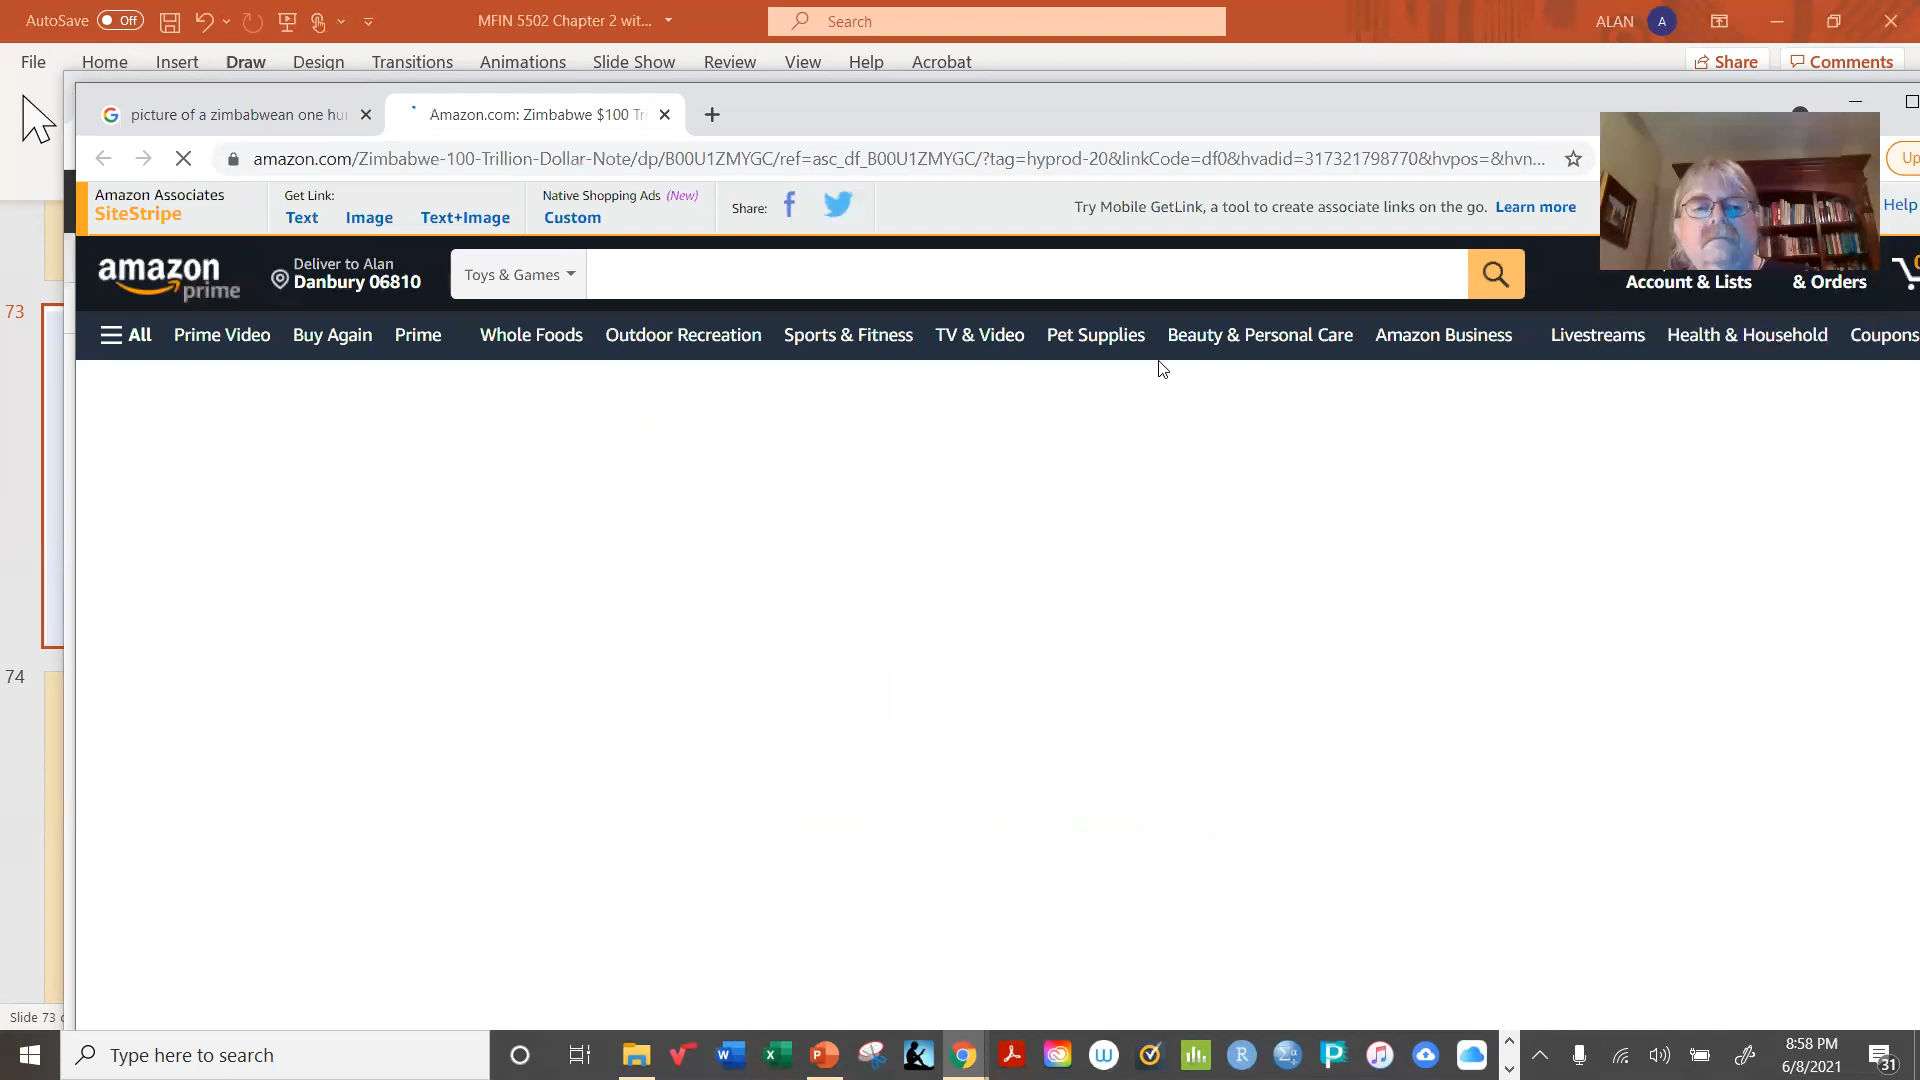 AutoSave Off MFIN 5502 Chapter 2 wit... Search ALAN A
File Home Insert Draw Design Transitions Animations Slide Show Review View Help Acrobat Share Comments
picture of a zimbabwean one hu Amazon.com: Zimbabwe $100 Tr
amazon.com/Zimbabwe-100-Trillion-Dollar-Note/dp/B00U1ZMYGC/ref=asc_df_B00U1ZMYGC/?tag=hyprod-20&linkCode=df0&hvadid=317321798770&hvpos=&hvn... Up
Amazon Associates Get Link: Native Shopping Ads (New)
SiteStripe Text Image Text+Image Custom Share: Try Mobile GetLink, a tool to create associate links on the go. Learn more Help
amazon prime Deliver to Alan Toys & Games
Danbury 06810 Account & Lists & Orders
All Prime Video Buy Again Prime Whole Foods Outdoor Recreation Sports & Fitness TV & Video Pet Supplies Beauty & Personal Care Amazon Business Livestreams Health & Household Coupons
73
74
Slide 73
Type here to search 8:58 PM
6/8/2021 31